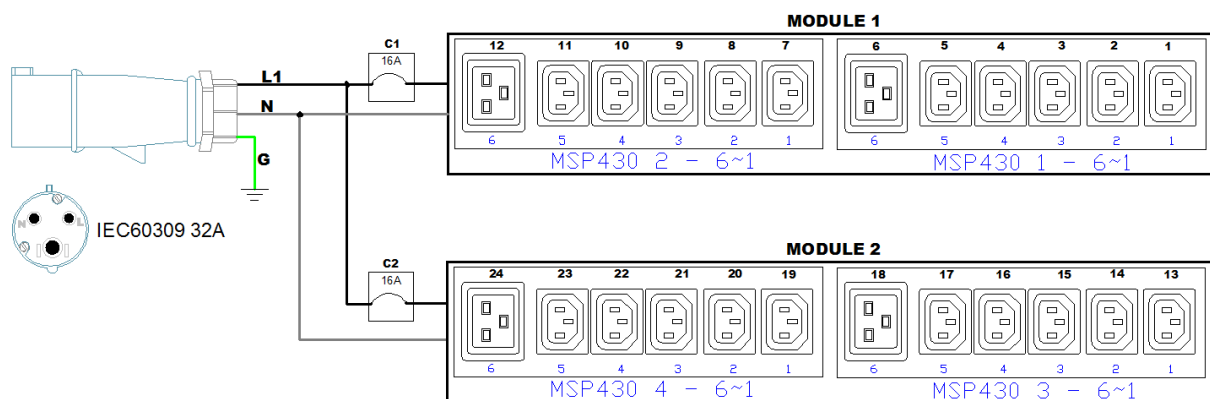 MODULE 1
C1
16A
12 11 10 9 8 7 6 5 4 3 2 1
L1
N
G
6 5 4 3 2 1 6 5 4 3 2 1
MSP430 2 - 6~1 MSP430 1 - 6~1
N L
IEC60309 32A
MODULE 2
C2
16A
24 23 22 21 20 19 18 17 16 15 14 13
6 5 4 3 2 1 6 5 4 3 2 1
MSP430 4 - 6~1 MSP430 3 - 6~1